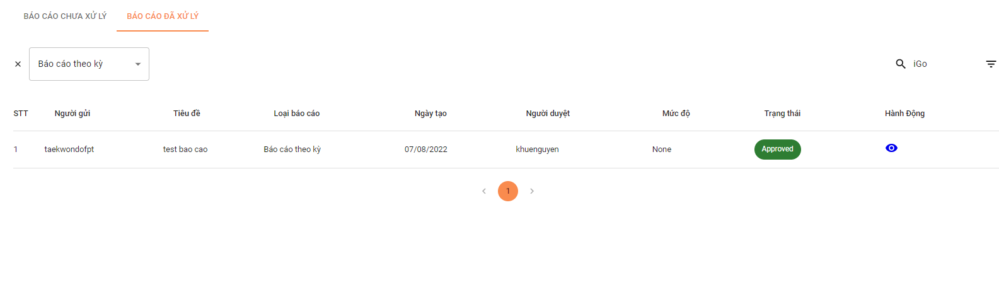 BÁO CÁO CHƯA XỬ LÝ BÁO CÁO ĐÃ XỬ LÝ
Báo cáo theo kỳ iGo
STT Người gửi Tiêu đề Loại báo cáo Ngày tạo Người duyệt Mức độ Trạng thái Hành Động
1 taekwondofpt test bao cao Báo cáo theo kỳ 07/08/2022 khuenguyen None Approved
1